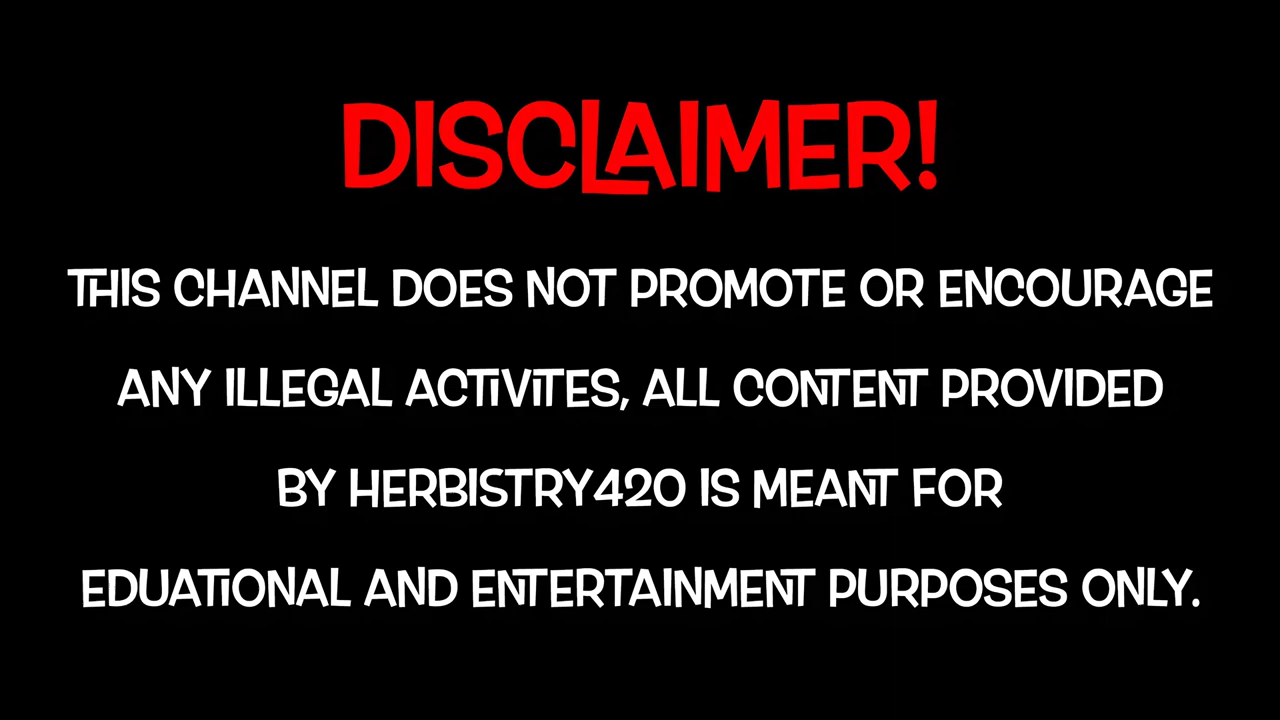 DISCLAIMER!
THIS CHANNEL DOES NOT PROMOTE OR ENCOURAGE
ANY ILLEGAL ACTIVITES, ALL CONTENT PROVIDED
BY HERBISTRY420 IS MEANT FOR
EDUATIONAL AND ENTERTAINMENT PURPOSES ONLY.